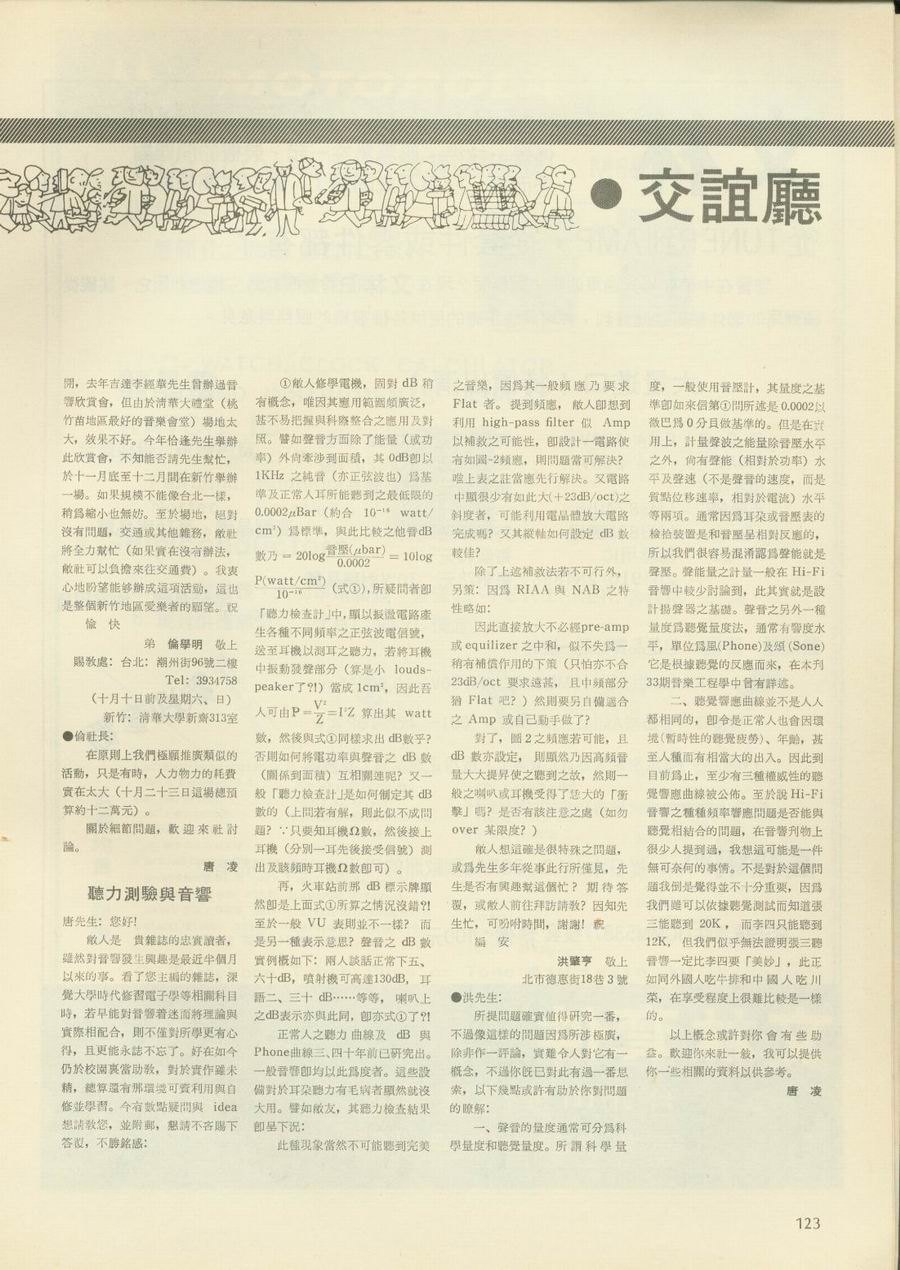 ●交誼廳
開，去年吉達李經華先生曾辦過音
響欣賞會，但由於清華大禮堂（桃
竹苗地區最好的音樂會堂）場地太
大，效果不好。今年恰逢先生舉辦
此欣賞會，不知能否請先生幫忙，
於十一月底至十二月間在新竹舉辦
一場。如果規模不能像台北一樣，
稍爲縮小也無妨。至於場地，絕對
沒有問題，交通或其他雜務，敝社
將全力幫忙（如果實在沒有辦法，
敝社可以負擔來往交通費）。我衷
心地盼望能够辦成這項活動，這也
是整個新竹地區愛樂者的願望。祝
愉　快
弟　倫學明　敬上
賜敎處：台北：潮州街96號二樓
Tel: 3934758
（十月十日前及星期六、日）
新竹：清華大學新齋313室
●倫社長：
在原則上我們極願推廣類似的
活動，只是有時，人力物力的耗費
實在太大（十月二十三日這場總預
算約十二萬元）。
關於細節問題，歡迎來社討
論。
唐　凌
聽力測驗與音響
唐先生：您好!
敝人是　貴雜誌的忠實讀者，
雖然對音響發生興趣是最近半個月
以來的事。看了您主編的雜誌，深
覺大學時代修習電子學等相關科目
時，若早能對音響着迷而將理論與
實際相配合，則不僅對所學更有心
得，且更能永誌不忘了。好在如今
仍於校園裏當助敎，對於實作雖未
精，總算還有那環境可資利用與自
修並學習。今有數點疑問與 idea
想請敎您，並附郵，懇請不吝賜下
答覆，不勝銘感：
①敝人修學電機，固對 dB 稍
有概念，唯因其應用範圍頗廣泛，
甚不易把握與科際整合之應用及對
照。譬如聲音方面除了能量（或功
率）外尚牽涉到面積，其 0dB卽以
1KHz 之純音（亦正弦波也）爲基
準及正常人耳所能聽到之最低限的
0.0002μBar（約合 10⁻¹⁶ watt/
cm²）爲標準，與此比較之他音dB
數乃 = 20log 音壓(μbar)/0.0002 = 10log
P(watt/cm²)/10⁻¹⁶ (式①)，所疑問者卽
「聽力檢查計」中，顯以振盪電路產
生各種不同頻率之正弦波電信號，
送至耳機以測耳之聽力，若將耳機
中振動發聲部分（算是小 louds-
peaker了?!）當成 1cm²，因此吾
人可由P=V²/Z=I²Z 算出其 watt
數，然後與式①同樣求出 dB數乎?
否則如何將電功率與聲音之 dB 數
（關係到面積）互相關連呢？又一
般「聽力檢查計」是如何制定其 dB
數的（上問若有解，則此似不成問
題？∵只要知耳機Ω數，然後接上
耳機（分別一耳先後接受信號）測
出及該頻時耳機Ω數卽可）。
再，火車站前那 dB 標示牌顯
然卽是上面式①所算之情況沒錯?!
至於一般 VU 表則並不一樣？而
是另一種表示意思？聲音之 dB 數
實例概如下：兩人談話正常下五、
六十dB，噴射機可高達130dB，耳
語二、三十 dB……等等，喇叭上
之dB表示亦與此同，卽亦式①了?!
正常人之聽力曲線及 dB 與
Phone曲線三、四十年前已硏究出。
一般音響卽均以此爲度者。這些設
備對於耳朶聽力有毛病者顯然就沒
大用。譬如敝友，其聽力檢查結果
卽呈下況：
此種現象當然不可能聽到完美
之音樂，因爲其一般頻應乃要求
Flat 者。提到頻應，敝人卽想到
利用 high-pass filter 似 Amp
以補救之可能性，卽設計一電路使
有如圖-2頻應，則問題當可解決?
唯上表之註當應先行解決。又電路
中顯很少有如此大(+23dB/oct)之
斜度者，可能利用電晶體放大電路
完成嗎？又其縱軸如何設定 dB 數
較佳?
除了上述補救法若不可行外，
另策：因爲 RIAA 與 NAB 之特
性略如：
因此直接放大不必經pre-amp
或 equilizer 之中和，似不失爲一
稍有補償作用的下策（只怕亦不合
23dB/oct 要求遠甚，且中頻部分
猶 Flat 吧？）然則要另自備適合
之 Amp 或自己動手做了?
對了，圖2之頻應若可能，且
dB 數亦設定，則顯然乃因高頻音
量大大提昇使之聽到之故，然則一
般之喇叭或耳機受得了恁大的「衝
擊」嗎？是否有該注意之處（如勿
over 某限度？）
敝人想這確是很特殊之問題，
或爲先生多年從事此行所僅見，先
生是否有興趣幫這個忙？期待答
覆，或敝人前往拜訪請敎？因知先
生忙，可吩咐時間，謝謝！祝
編　安
洪肇亨　敬上
北市德惠街18巷3號
●洪先生：
所提問題確實値得硏究一番，
不過像這樣的問題因爲所涉極廣，
除非作一評論，實難令人對它有一
概念，不過你旣已對此有過一番思
索，以下幾點或許有助於你對問題
的瞭解：
一、聲音的量度通常可分爲科
學量度和聽覺量度。所謂科學量
度，一般使用音壓計，其量度之基
準卽如來信第①問所述是 0.0002以
微巴爲0分貝做基準的。但是在實
用上，計量聲波之能量除音壓水平
之外，尙有聲能（相對於功率）水
平及聲速（不是聲音的速度，而是
質點位移速率，相對於電流）水平
等兩項。通常因爲耳朶或音壓表的
檢拾裝置是和音壓呈相對反應的，
所以我們很容易混淆認爲聲能就是
聲壓。聲能量之計量一般在 Hi-Fi
音響中較少討論到，此其實就是設
計揚聲器之基礎。聲音之另外一種
量度爲聽覺量度法，通常有響度水
平，單位爲風(Phone)及頌 (Sone)
它是根據聽覺的反應而來，在本刊
33期音樂工程學中曾有詳述。
二、聽覺響應曲線並不是人人
都相同的，卽令是正常人也會因環
境(暫時性的聽覺疲勞)、年齡，甚
至人種而有相當大的出入。因此到
目前爲止，至少有三種權威性的聽
覺響應曲線被公佈。至於說 Hi-Fi
音響之種種頻率響應問題是否能與
聽覺相結合的問題，在音響刋物上
很少人提到過，我想這可能是一件
無可奈何的事情。不是對於這個問
題我倒是覺得並不十分重要，因爲
我們雖可以依據聽覺測試而知道張
三能聽到 20K，而李四只能聽到
12K，但我們似乎無法證明張三聽
音響一定比李四要「美妙」，此正
如同外國人吃牛排和中國人吃川
菜，在享受程度上很難比較是一樣
的。
以上概念或許對你會有些助
益。歡迎你來社一敍，我可以提供
你一些相關的資料以供參考。
唐　凌
123